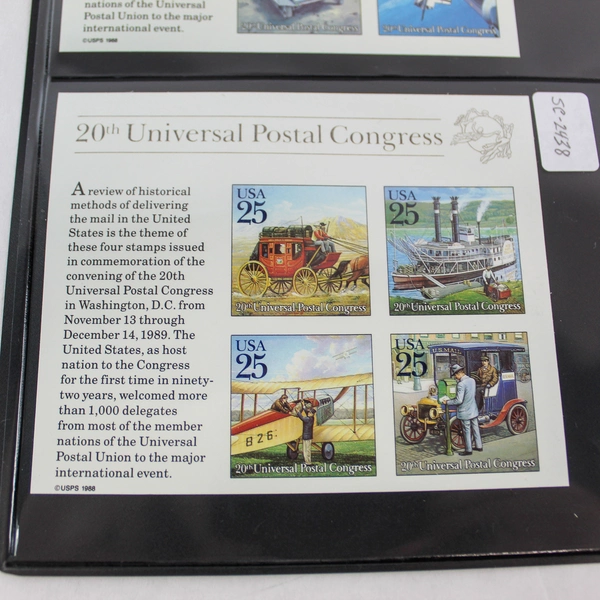 nations of the Universal
Postal Union to the major
international event.
©USPS 1988
20th Universal Postal Congress
20th Universal Postal Congress
SC-2438
A review of historical
methods of delivering
the mail in the United
States is the theme of
these four stamps issued
in commemoration of the
convening of the 20th
Universal Postal Congress
in Washington, D.C. from
November 13 through
December 14, 1989. The
United States, as host
nation to the Congress
for the first time in ninety-
two years, welcomed more
than 1,000 delegates
from most of the member
nations of the Universal
Postal Union to the major
international event.
©USPS 1988
USA
25
20th Universal Postal Congress
USA
25
20th Universal Postal Congress
USA
25
B 26
20th Universal Postal Congress
USA
25
U.S. MAIL
20th Universal Postal Congress